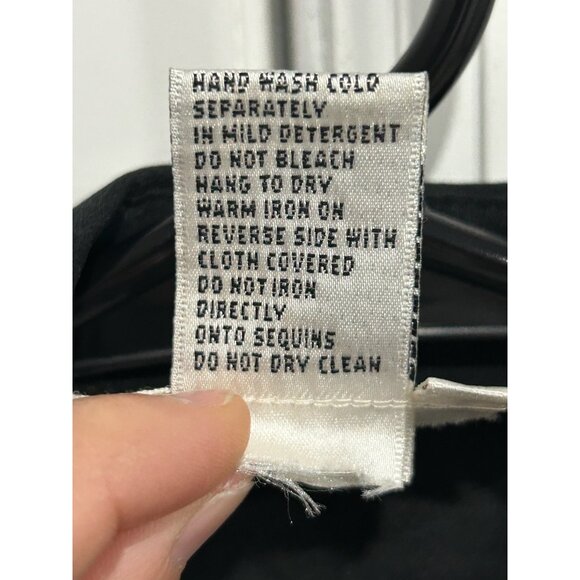 HAND WASH COLD
SEPARATELY
IN MILD DETERGENT
DO NOT BLEACH
HANG TO DRY
WARM IRON ON
REVERSE SIDE WITH
CLOTH COVERED
DO NOT IRON
DIRECTLY
ONTO SEQUINS
DO NOT DRY CLEAN